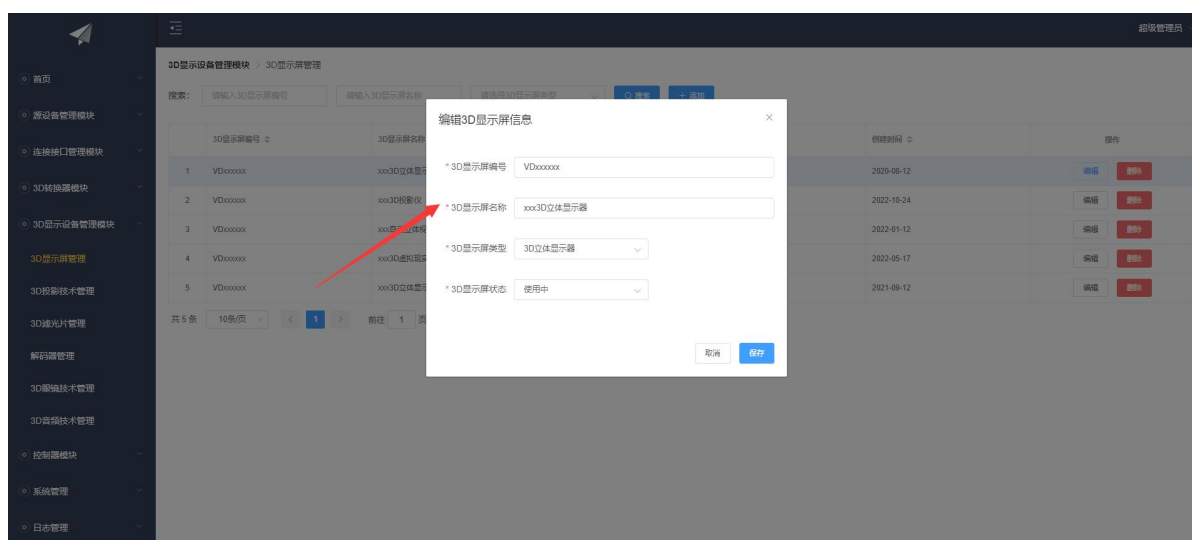 超级管理员
首页
源设备管理模块
连接接口管理模块
3D转换器模块
3D显示设备管理模块
3D显示屏管理
3D投影技术管理
3D滤光片管理
解码器管理
3D眼镜技术管理
3D音频技术管理
控制器模块
系统管理
日志管理
3D显示设备管理模块 > 3D显示屏管理
搜索: 请输入3D显示屏编号 请输入3D显示屏名称 请选择3D显示屏类型 搜索 + 添加
3D显示屏编号 3D显示屏名称 创建时间 操作
1 VDxxxxxx xxx3D立体显示 2020-08-12 编辑 删除
2 VDxxxxxx xxx3D投影仪 2022-10-24 编辑 删除
3 VDxxxxxx 2022-01-12 编辑 删除
4 VDxxxxxx xxx3D虚拟现实 2022-05-17 编辑 删除
5 VDxxxxxx xxx3D立体显示 2021-09-12 编辑 删除
共 5 条 10条/页 < 1 > 前往 1 页
编辑3D显示屏信息 ×
* 3D显示屏编号 VDxxxxxx
* 3D显示屏名称 xxx3D立体显示器
* 3D显示屏类型 3D立体显示器
* 3D显示屏状态 使用中
取消 保存